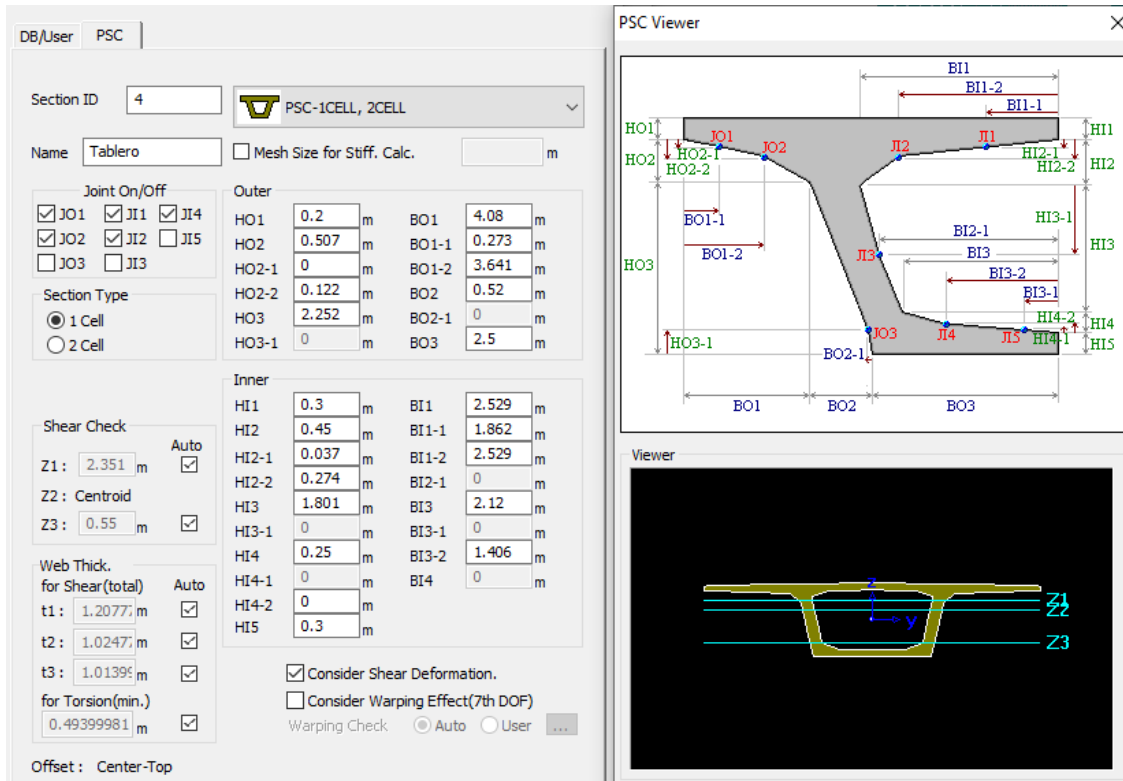 DB/User PSC
Section ID 4 PSC-1CELL, 2CELL
Name Tablero Mesh Size for Stiff. Calc. m
Joint On/Off
JO1 JI1 JI4
JO2 JI2 JI5
JO3 JI3
Section Type
1 Cell
2 Cell
Outer
HO1 0.2 m BO1 4.08 m
HO2 0.507 m BO1-1 0.273 m
HO2-1 0 m BO1-2 3.641 m
HO2-2 0.122 m BO2 0.52 m
HO3 2.252 m BO2-1 0 m
HO3-1 0 m BO3 2.5 m
Inner
HI1 0.3 m BI1 2.529 m
HI2 0.45 m BI1-1 1.862 m
HI2-1 0.037 m BI1-2 2.529 m
HI2-2 0.274 m BI2-1 0 m
HI3 1.801 m BI3 2.12 m
HI3-1 0 m BI3-1 0 m
HI4 0.25 m BI3-2 1.406 m
HI4-1 0 m BI4 0 m
HI4-2 0 m
HI5 0.3 m
Shear Check
Auto
Z1 : 2.351 m
Z2 : Centroid
Z3 : 0.55 m
Web Thick.
for Shear(total) Auto
t1 : 1.2077 m
t2 : 1.0247 m
t3 : 1.0139 m
for Torsion(min.)
0.49399981 m
Consider Shear Deformation.
Consider Warping Effect(7th DOF)
Warping Check Auto User ...
Offset : Center-Top
PSC Viewer
BI1
BI1-2
BI1-1
HO1 HI1
JO1 JI2 JI1
HO2 HO2-1 JO2 HI2-1 HI2
HO2-2 HI2-2
BO1-1 HI3-1
BI2-1
BO1-2 BI3 HI3
HO3 JI3
BI3-2
BI3-1
HI4-2 HI4
HO3-1 JO3 JI4 JI5 HI4-1
HI5
BO2-1
BO1 BO2 BO3
Viewer
z
Z1
Z2
y
Z3